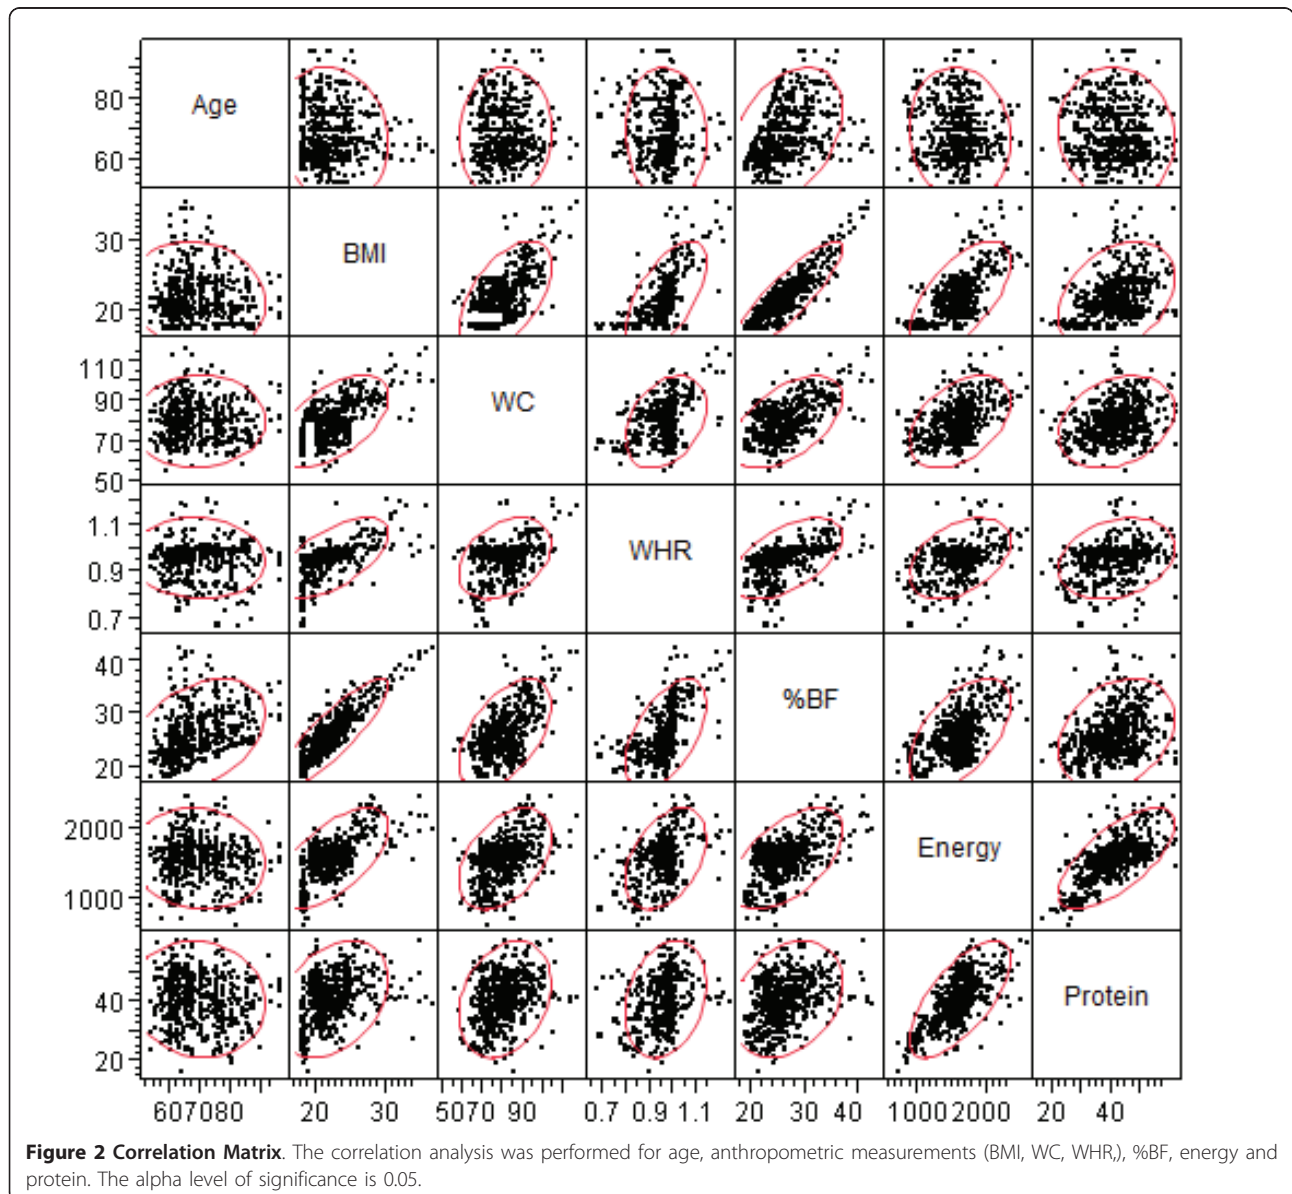 Age
80
60
BMI
30
20
WC
110
90
70
50
WHR
1.1
0.9
0.7
%BF
40
30
20
Energy
2000
1000
Protein
40
20
607080 20 30 5070 90 0.7 0.9 1.1 20 30 40 10002000 20 40
Figure 2 Correlation Matrix. The correlation analysis was performed for age, anthropometric measurements (BMI, WC, WHR,), %BF, energy and
protein. The alpha level of significance is 0.05.